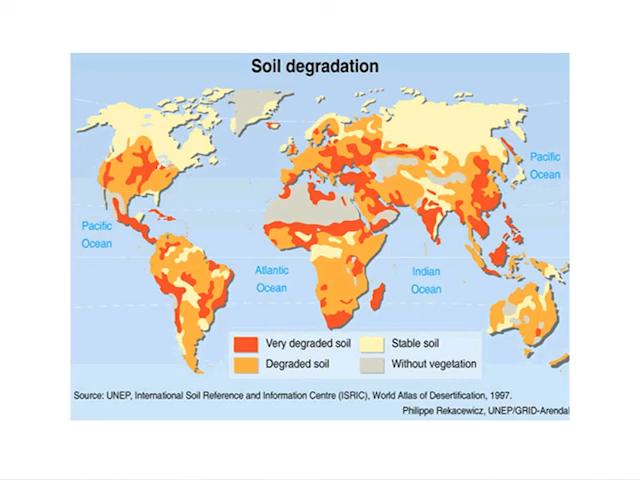 Soil degradation
Pacific
Ocean
Pacific
Ocean
Atlantic
Ocean
Indian
Ocean
Very degraded soil
Stable soil
Degraded soil
Without vegetation
Source: UNEP, International Soil Reference and Information Centre (ISRIC), World Atlas of Desertification, 1997.
Philippe Rekacewicz, UNEP/GRID-Arendal